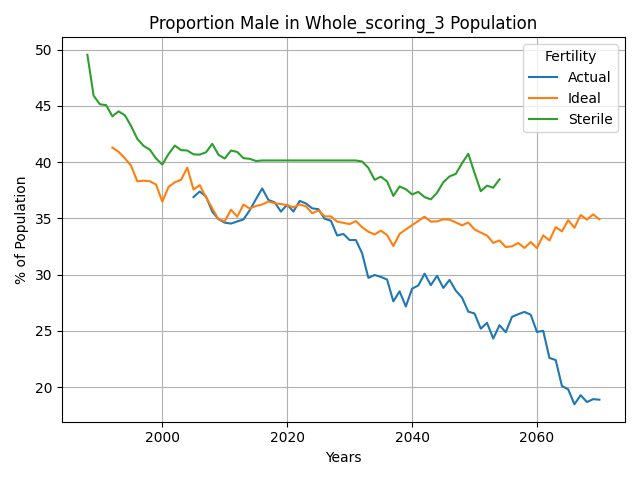 Proportion Male in Whole_scoring_3 Population
50
45
40
35
30
25
20
% of Population
Fertility
Actual
Ideal
Sterile
2000
2020
2040
2060
Years